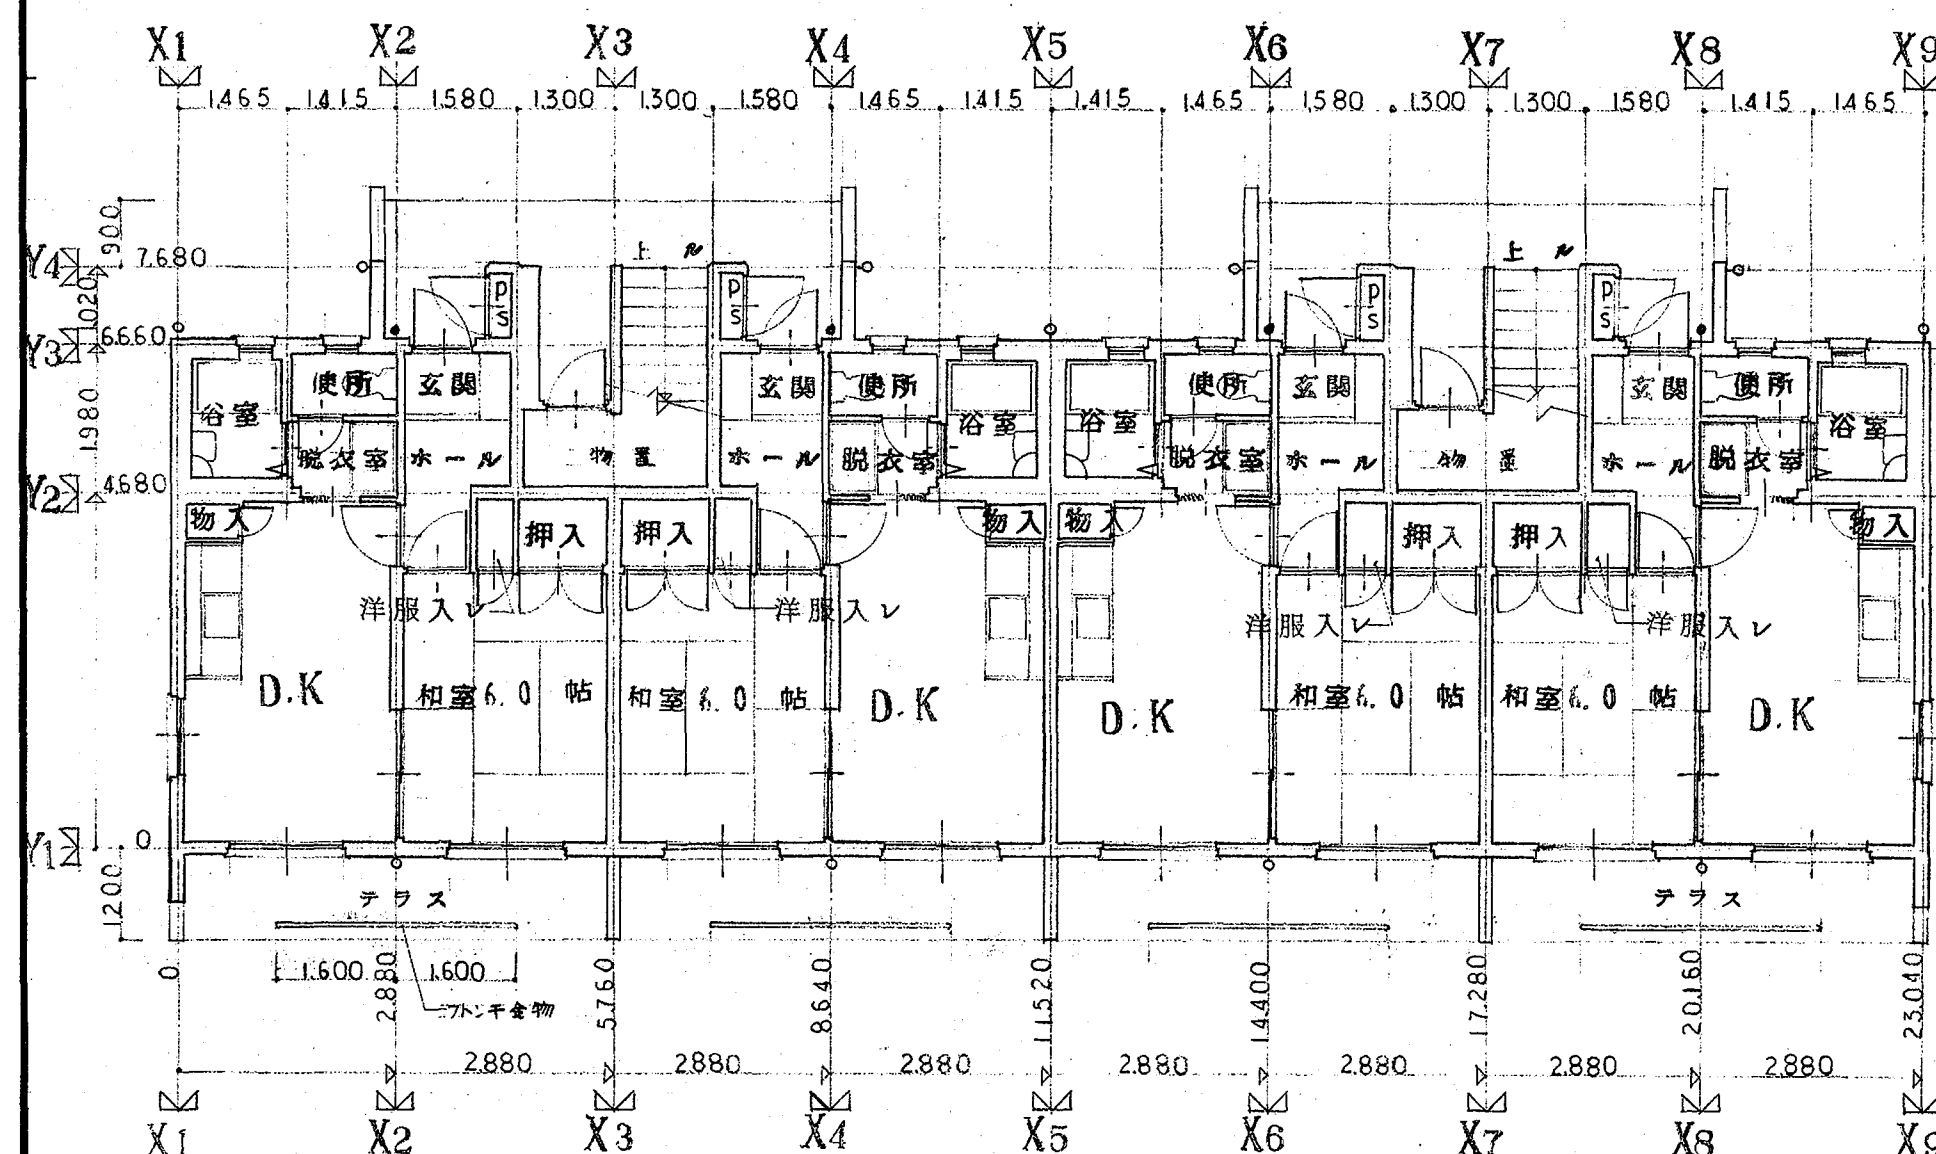 X1 X2 X3 X4 X5 X6 X7 X8 X9
1.465 1.415 1.580 1.300 1.300 1.580 1.465 1.415 1.415 1.465 1.580 1.300 1.300 1.580 1.415 1.465
900
Y4 7.680 上ル 上ル
1.020
PS PS PS PS
Y3 6.660
便所 玄関 玄関 便所 便所 玄関 玄関 便所
1.980
浴室 浴室 浴室 浴室
脱衣室 ホール 物置 ホール 脱衣室 脱衣室 ホール 物置 ホール 脱衣室
Y2 4.680
物入 押入 押入 物入 物入 押入 押入 物入
洋服入レ 洋服入レ 洋服入レ 洋服入レ
D.K 和室6.0帖 和室6.0帖 D.K D.K 和室6.0帖 和室6.0帖 D.K
Y1 0
1.200
テラス テラス
1.600 1.600
フトン干金物
0 2.880 5.760 8.640 11.520 14.400 17.280 20.160 23.040
2.880 2.880 2.880 2.880 2.880 2.880 2.880
X1 X2 X3 X4 X5 X6 X7 X8 X9